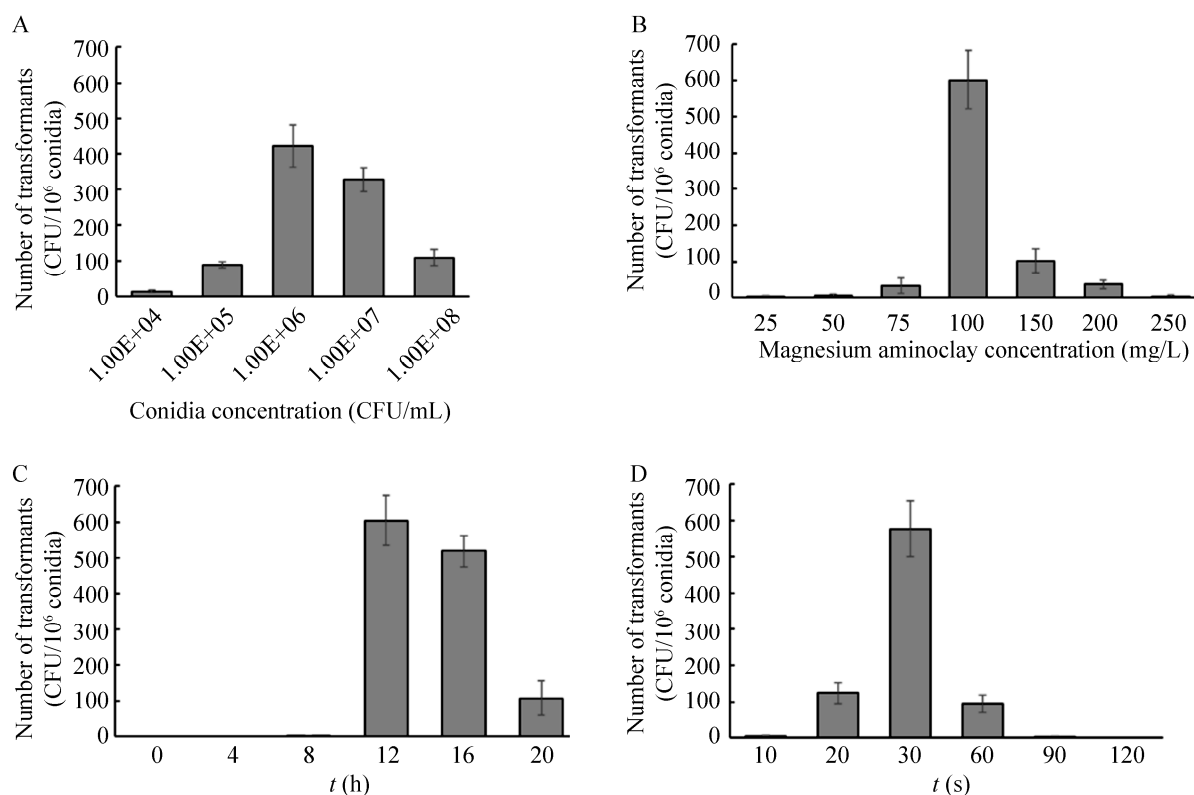 A
Number of transformants
(CFU/10⁶ conidia)
700
600
500
400
300
200
100
0
1.00E+04
1.00E+05
1.00E+06
1.00E+07
1.00E+08
Conidia concentration (CFU/mL)
B
Number of transformants
(CFU/10⁶ conidia)
700
600
500
400
300
200
100
0
25 50 75 100 150 200 250
Magnesium aminoclay concentration (mg/L)
C
Number of transformants
(CFU/10⁶ conidia)
700
600
500
400
300
200
100
0
0 4 8 12 16 20
t (h)
D
Number of transformants
(CFU/10⁶ conidia)
700
600
500
400
300
200
100
0
10 20 30 60 90 120
t (s)